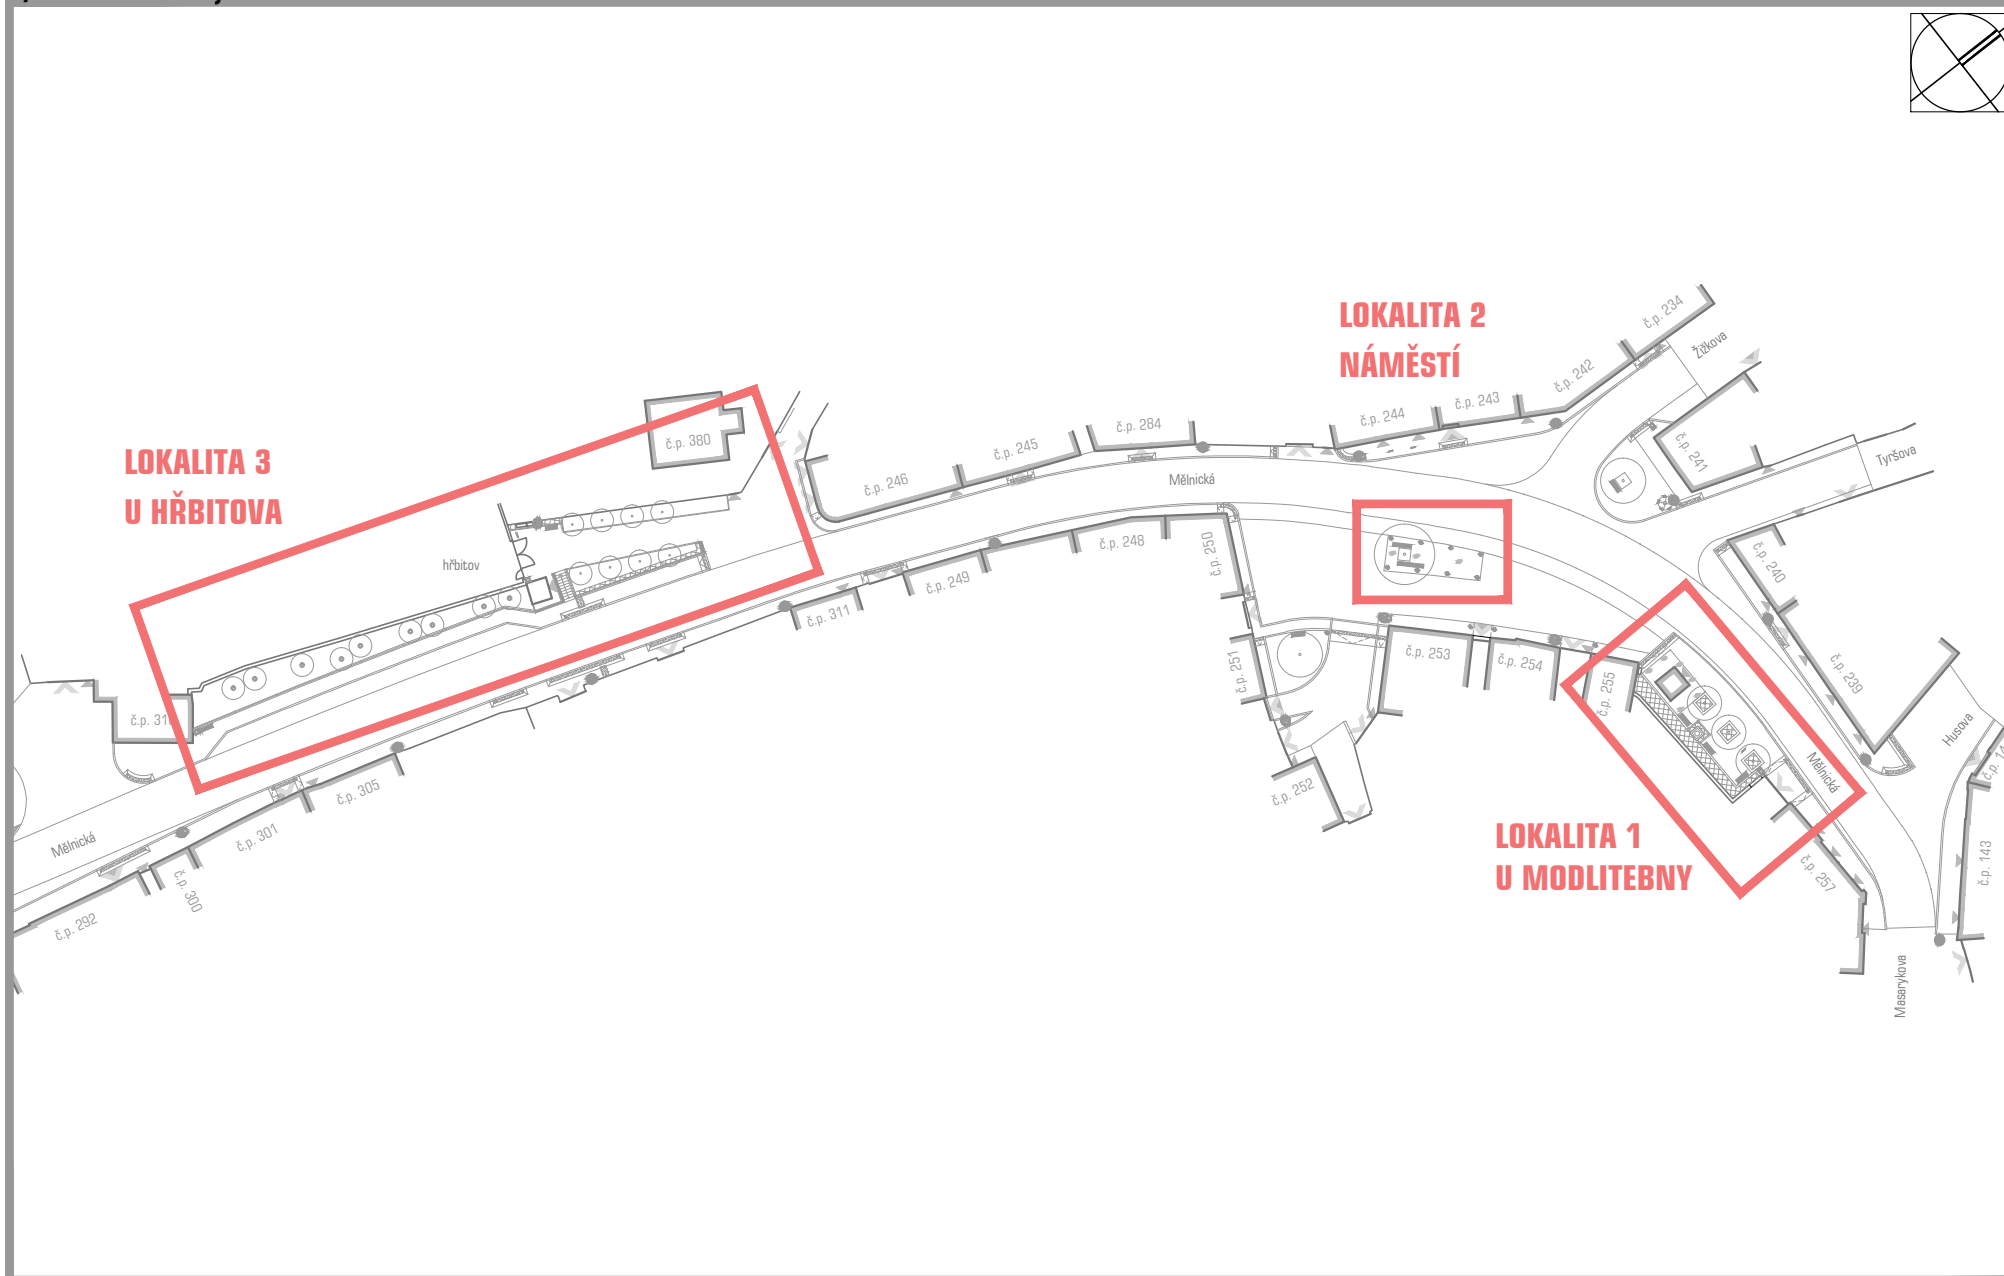 LOKALITA 2
NÁMĚSTÍ
č.p. 234
Žižkova
č.p. 242
č.p. 243
č.p. 244
č.p. 284
č.p. 245
č.p. 246
č.p. 380
LOKALITA 3
U HŘBITOVA
č.p. 241
Tyršova
Mělnická
hřbitov
č.p. 248
č.p. 249
č.p. 250
č.p. 311
č.p. 240
č.p. 239
č.p. 251
č.p. 253
č.p. 254
č.p. 255
Husova
Mělnická
č.p. 252
č.p. 305
č.p. 301
Mělnická
č.p. 300
č.p. 292
LOKALITA 1
U MODLITEBNY
č.p. 257
č.p. 143
Masarykova